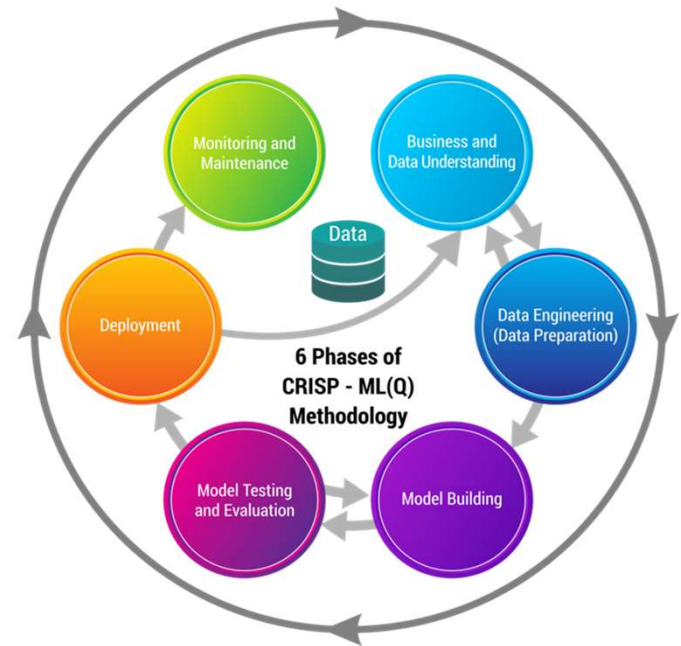 Monitoring and
Maintenance
Business and
Data Understanding
Data
Deployment
Data Engineering
(Data Preparation)
6 Phases of
CRISP - ML(Q)
Methodology
Model Testing
and Evaluation
Model Building